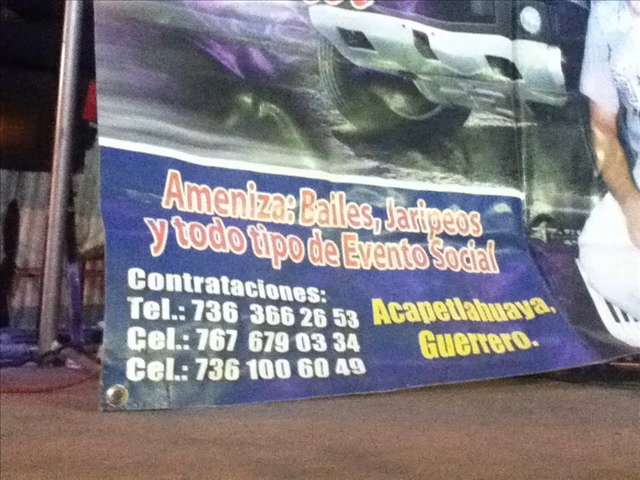 Ameniza: Bailes, Jaripeos
y todo tipo de Evento Social
Contrataciones:
Tel.: 736 366 26 53
Cel.: 767 679 03 34
Cel.: 736 100 60 49
Acapetlahuaya,
Guerrero.